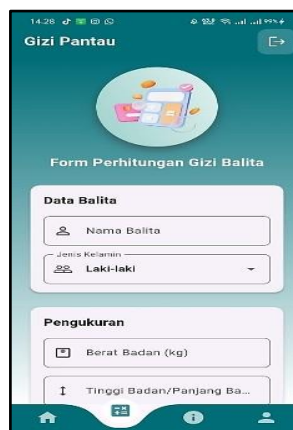 14.28
99%
Gizi Pantau
Form Perhitungan Gizi Balita
Data Balita
Nama Balita
Jenis Kelamin
Laki-laki
Pengukuran
Berat Badan (kg)
Tinggi Badan/Panjang Ba...